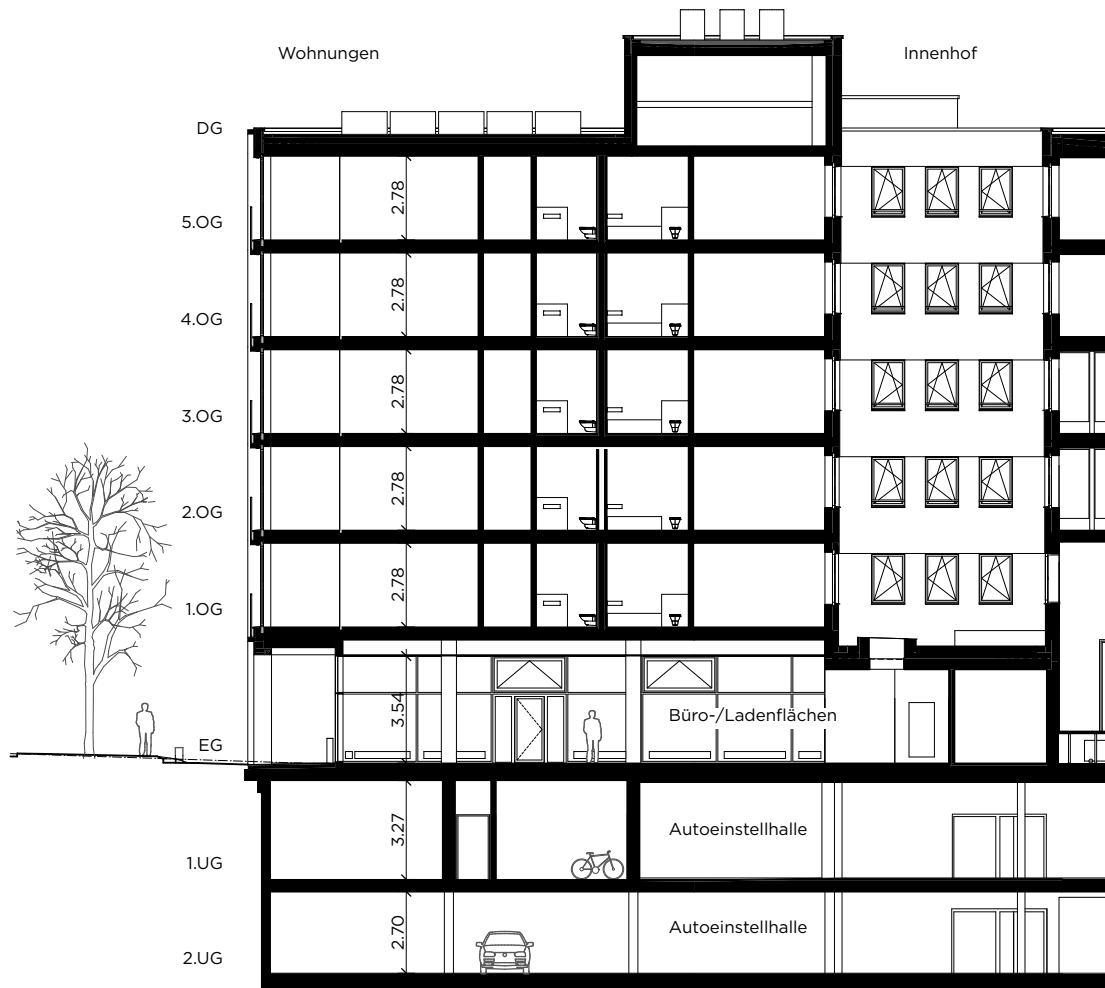 Wohnungen
Innenhof
DG
2.78
5.OG
2.78
4.OG
2.78
3.OG
2.78
2.OG
2.78
1.OG
3.54
Büro-/Ladenflächen
EG
3.27
Autoeinstellhalle
1.UG
2.70
Autoeinstellhalle
2.UG